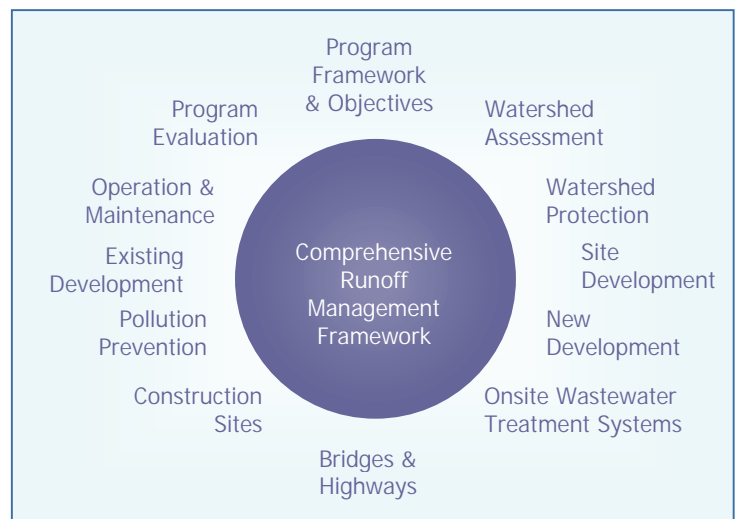 Program
Framework
& Objectives
Watershed
Assessment
Watershed
Protection
Site
Development
New
Development
Onsite Wastewater
Treatment Systems
Bridges &
Highways
Construction
Sites
Pollution
Prevention
Existing
Development
Operation &
Maintenance
Program
Evaluation
Comprehensive
Runoff
Management
Framework